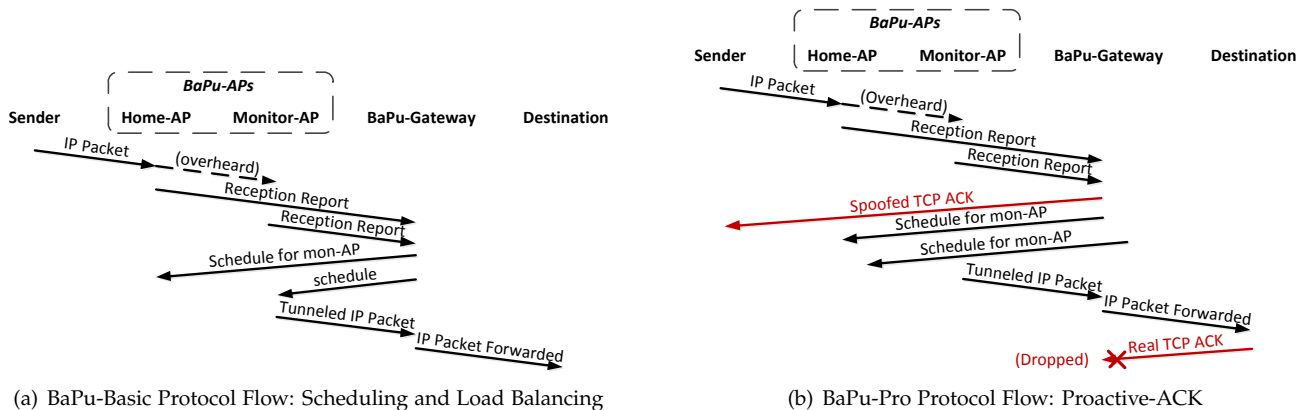 BaPu-APs
Sender Home-AP Monitor-AP BaPu-Gateway Destination
IP Packet
(overheard)
Reception Report
Reception Report
Schedule for mon-AP
schedule
Tunneled IP Packet
IP Packet Forwarded
(a) BaPu-Basic Protocol Flow: Scheduling and Load Balancing
BaPu-APs
Sender Home-AP Monitor-AP BaPu-Gateway Destination
IP Packet
(Overheard)
Reception Report
Reception Report
Spoofed TCP ACK
Schedule for mon-AP
Schedule for mon-AP
Tunneled IP Packet
IP Packet Forwarded
Real TCP ACK
(Dropped)
(b) BaPu-Pro Protocol Flow: Proactive-ACK